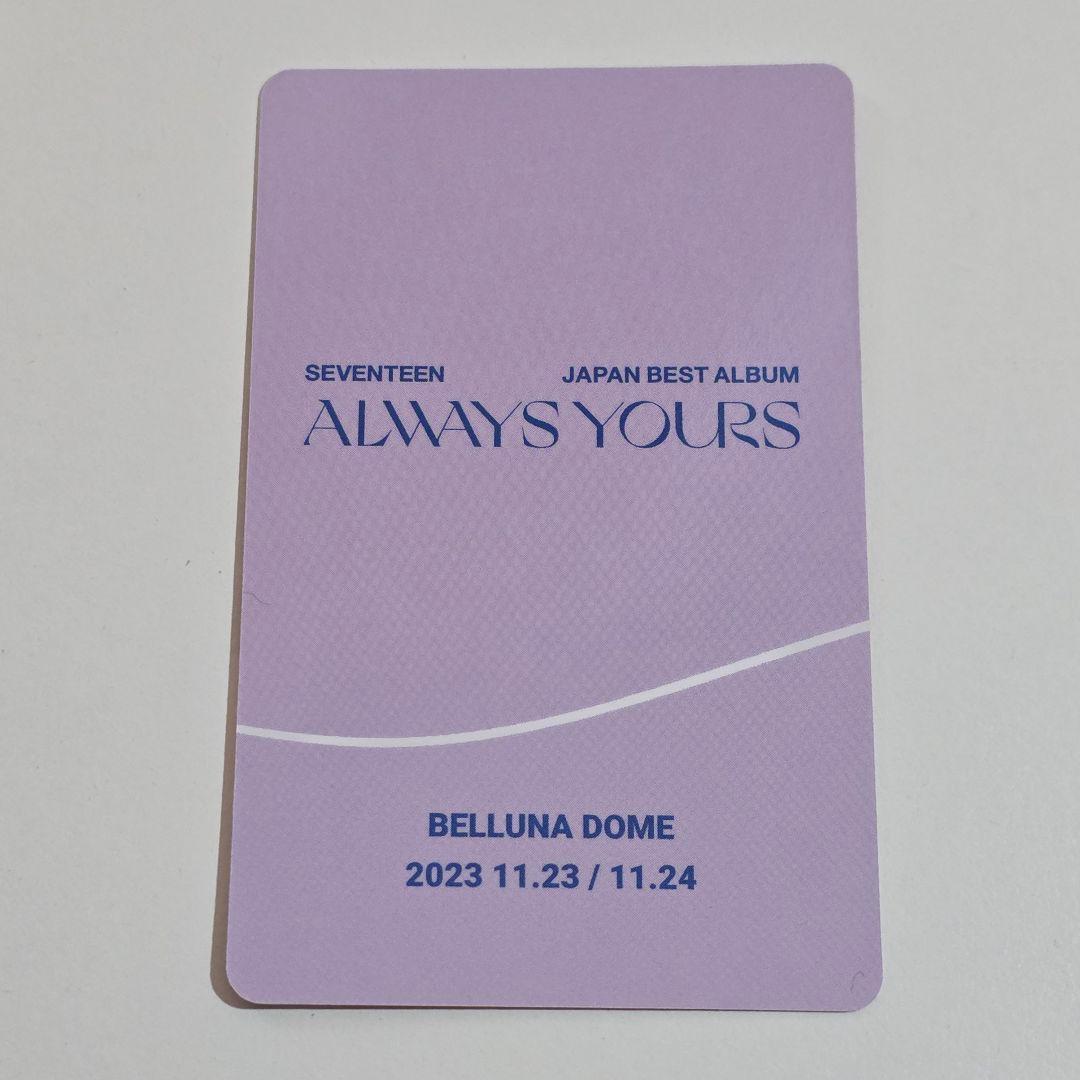 SEVENTEEN JAPAN BEST ALBUM
ALWAYS YOURS
BELLUNA DOME
2023 11.23 / 11.24